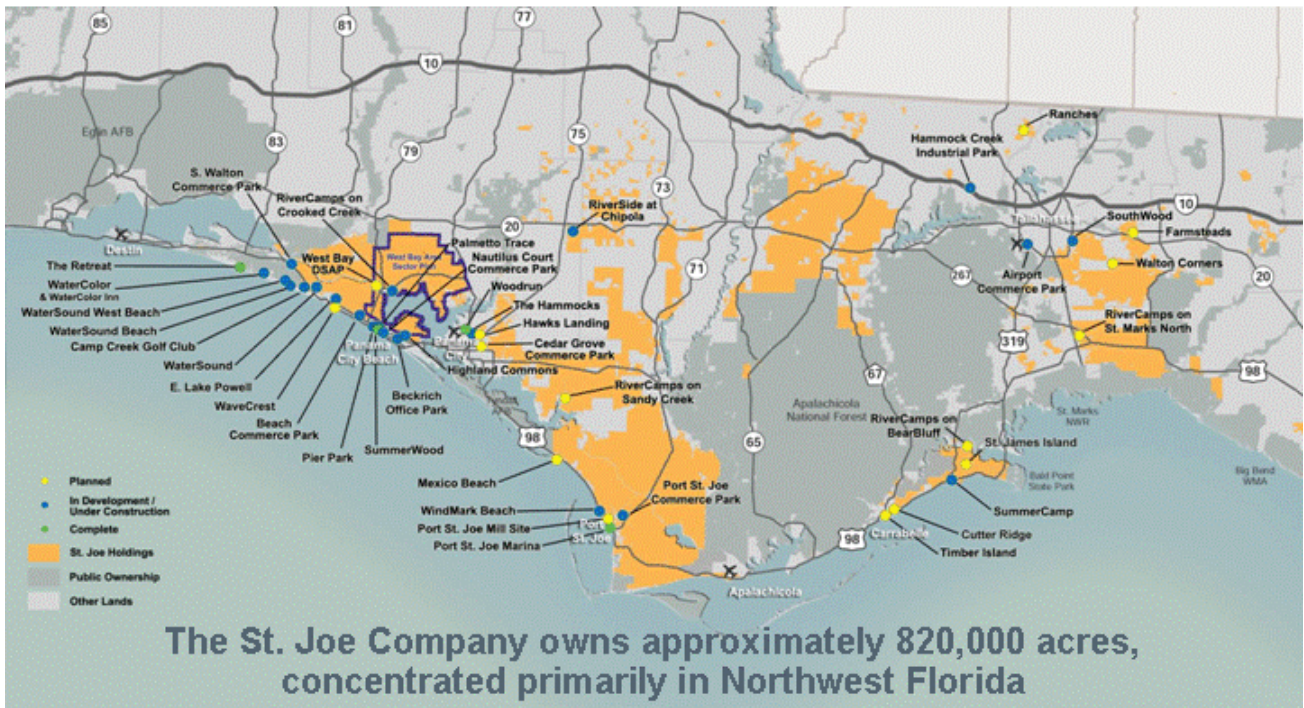 85
81
77
10
Eglin AFB
83
79
75
73
S. Walton
Commerce Park
RiverCamps on
Crooked Creek
20
RiverSide at
Chipola
Hammock Creek
Industrial Park
Ranches
10
Tallahassee
SouthWood
Farmsteads
Destin
The Retreat
WaterColor
& WaterColor Inn
WaterSound West Beach
WaterSound Beach
Camp Creek Golf Club
WaterSound
E. Lake Powell
WaveCrest
Beach
Commerce Park
Pier Park
West Bay
DSAP
West Bay Area
Sector Plan
Palmetto Trace
Nautilus Court
Commerce Park
Woodrun
The Hammocks
Hawks Landing
Cedar Grove
Commerce Park
Panama
City
Panama
City Beach
Highland Commons
Beckrich
Office Park
SummerWood
71
267
Airport
Commerce Park
Walton Corners
20
RiverCamps on
St. Marks North
319
98
67
RiverCamps on
Sandy Creek
Apalachicola
National Forest
RiverCamps on
BearBluff
St. Marks
NWR
St. James Island
65
98
Mexico Beach
Bald Point
State Park
Big Bend
WMA
WindMark Beach
Port St. Joe
Commerce Park
Port St. Joe Mill Site
Port
St. Joe
Port St. Joe Marina
SummerCamp
Cutter Ridge
Carrabelle
Timber Island
98
Apalachicola
Planned
In Development /
Under Construction
Complete
St. Joe Holdings
Public Ownership
Other Lands
The St. Joe Company owns approximately 820,000 acres,
concentrated primarily in Northwest Florida